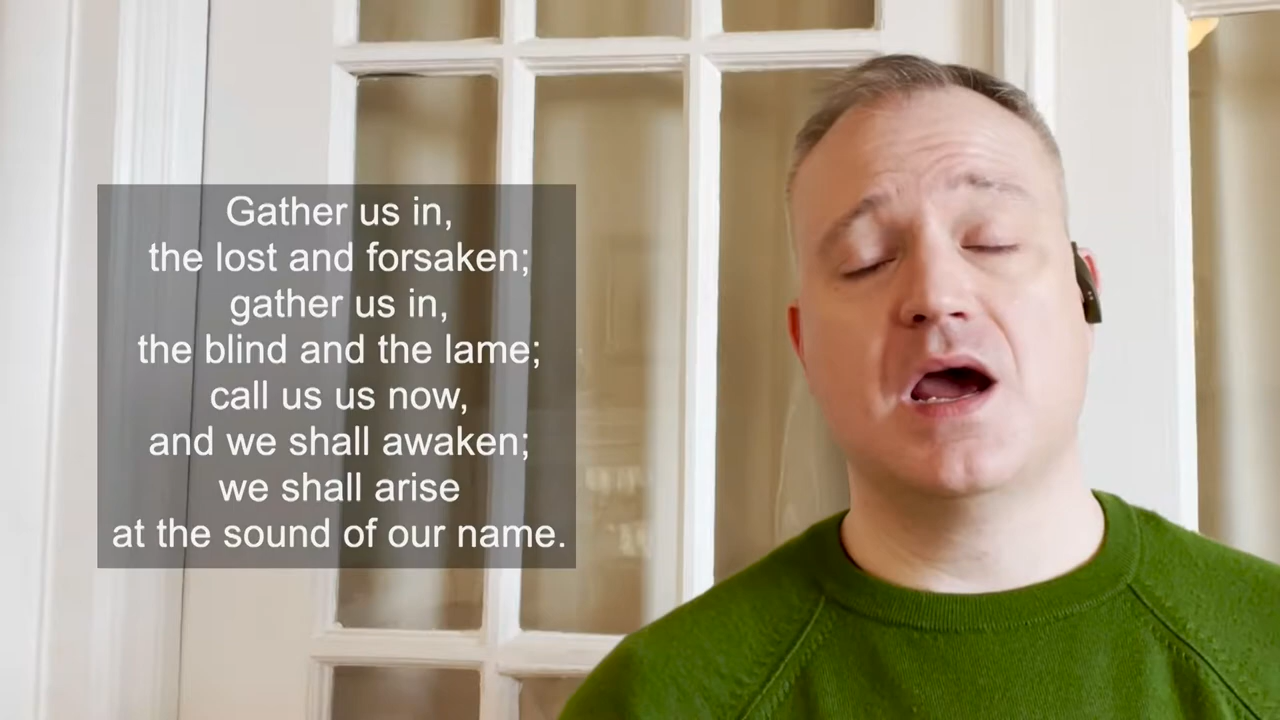 Gather us in,
the lost and forsaken;
gather us in,
the blind and the lame;
call us us now,
and we shall awaken;
we shall arise
at the sound of our name.